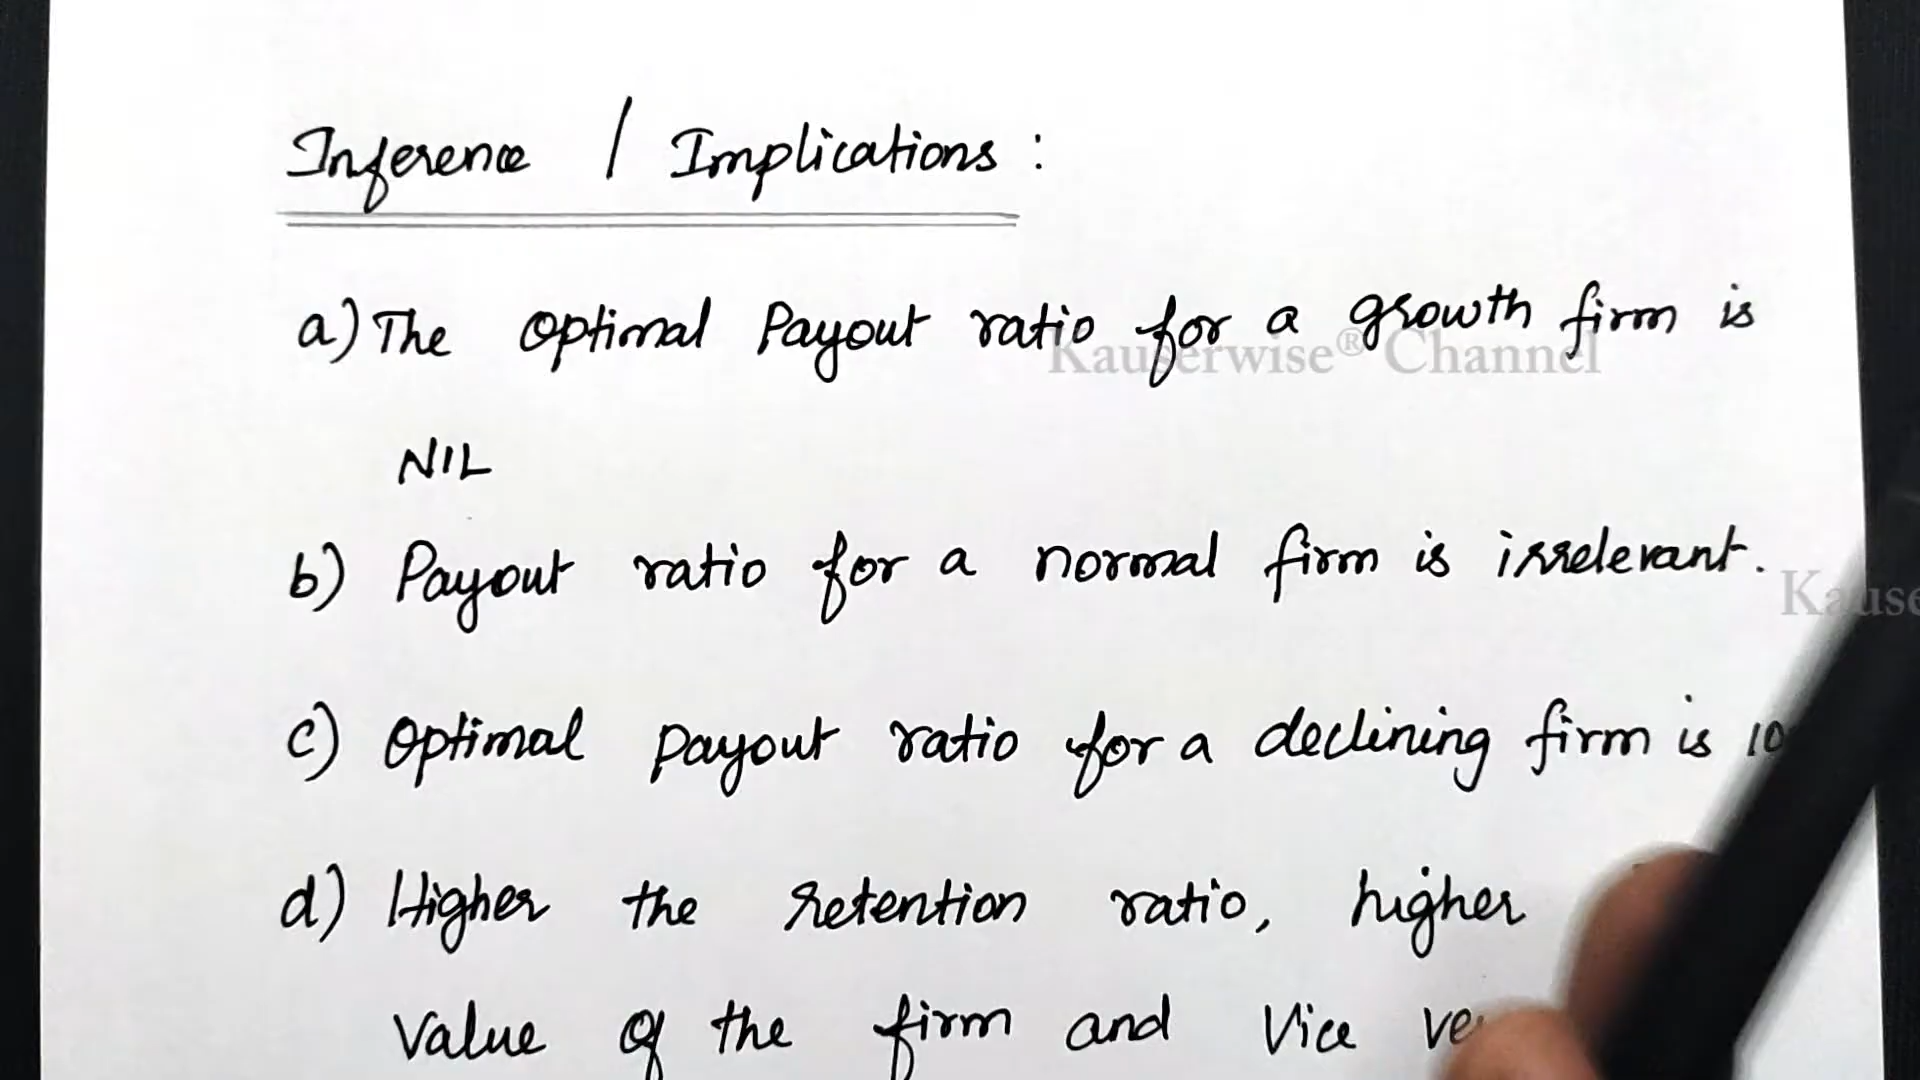 Inference / Implications :
a) The Optimal Payout ratio for a growth firm is
Kauserwise® Channel
NIL
b) Payout ratio for a normal firm is irrelevant.
c) Optimal payout ratio for a declining firm is
d) Higher the retention ratio, higher
Value of the firm and Vice